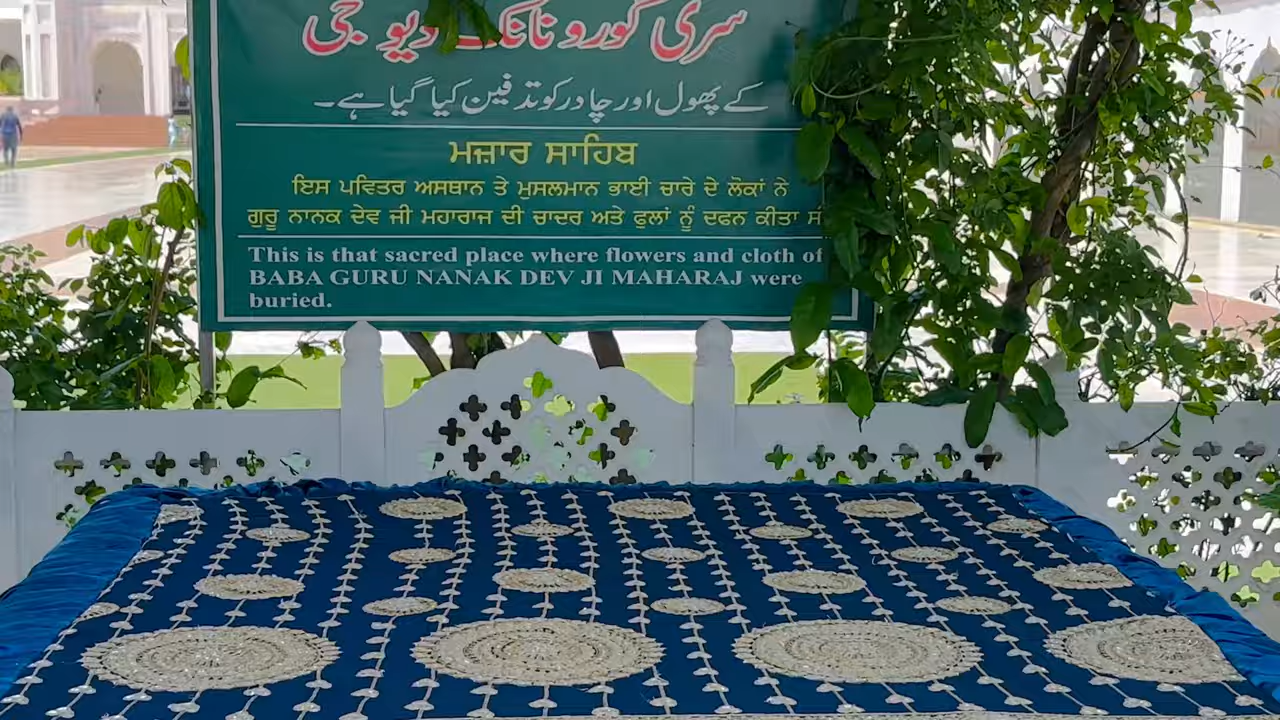 سری گورو نانک دیو جی
کے پھول اور چادر کو تدفین کیا گیا ہے۔
ਮਜ਼ਾਰ ਸਾਹਿਬ
ਇਸ ਪਵਿਤਰ ਅਸਥਾਨ ਤੇ ਮੁਸਲਮਾਨ ਭਾਈ ਚਾਰੇ ਦੇ ਲੋਕਾਂ ਨੇ
ਗੁਰੂ ਨਾਨਕ ਦੇਵ ਜੀ ਮਹਾਰਾਜ ਦੀ ਚਾਦਰ ਅਤੇ ਫੁਲਾਂ ਨੂੰ ਦਫਨ ਕੀਤਾ
This is that sacred place where flowers and cloth of
BABA GURU NANAK DEV JI MAHARAJ were
buried.